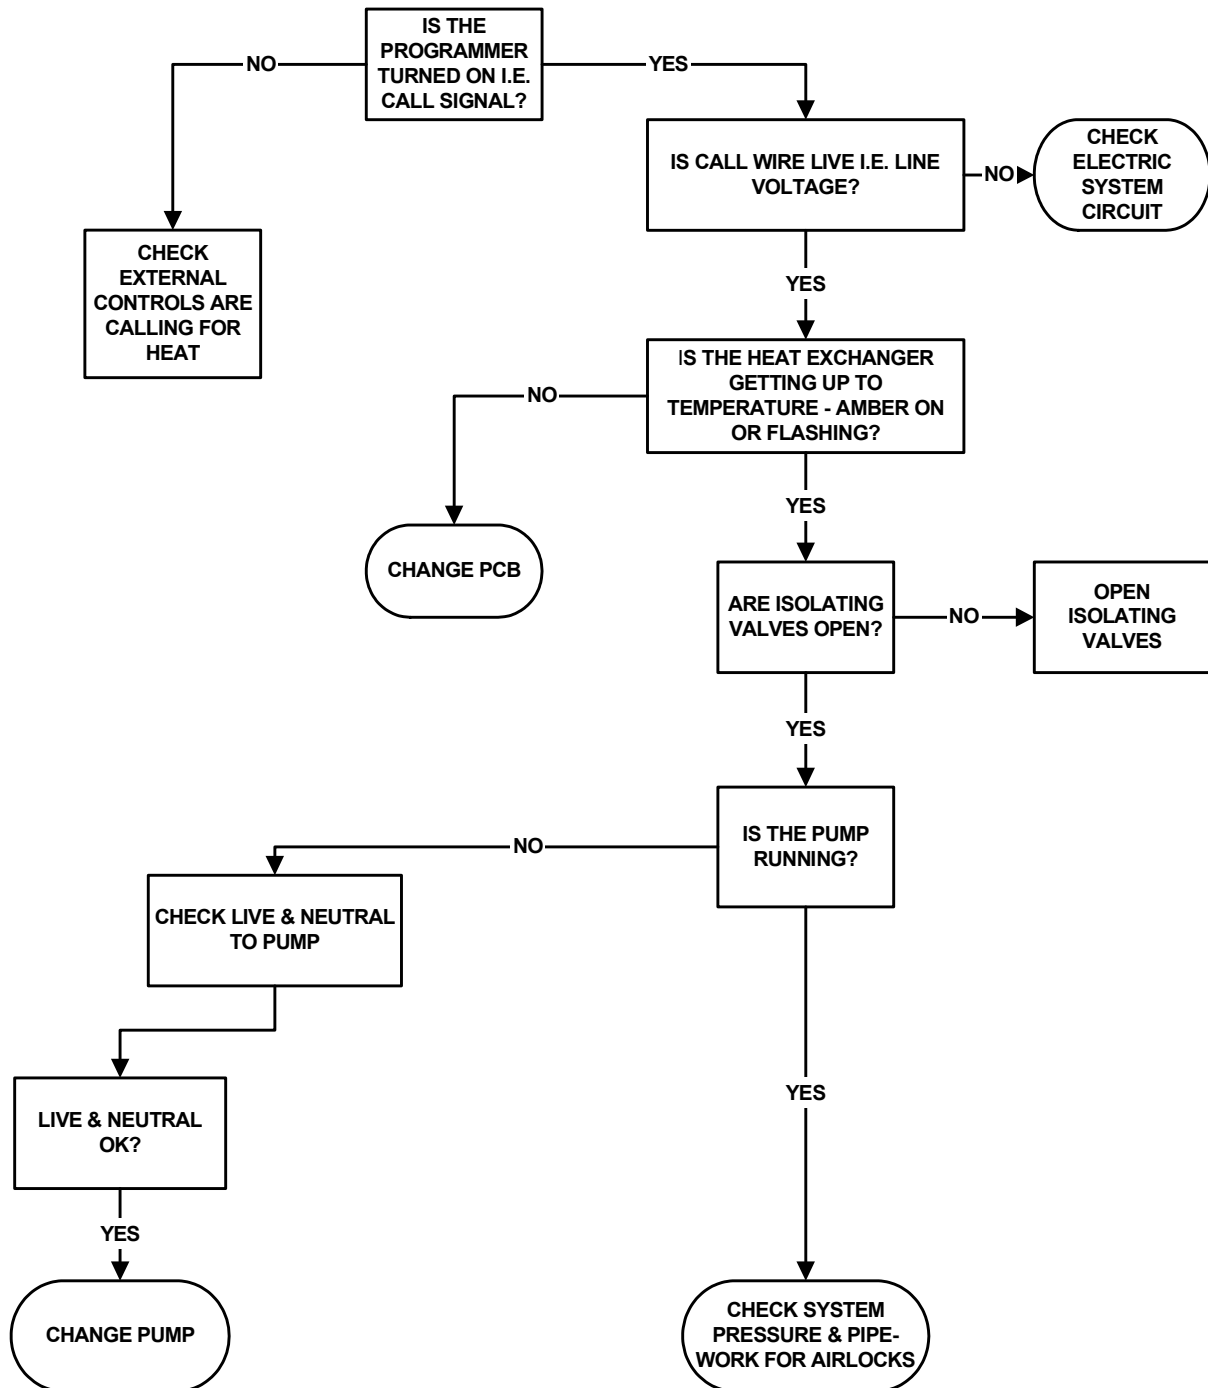 IS THE
PROGRAMMER
TURNED ON I.E.
CALL SIGNAL?
NO
YES
IS CALL WIRE LIVE I.E. LINE
VOLTAGE?
NO
CHECK
ELECTRIC
SYSTEM
CIRCUIT
CHECK
EXTERNAL
CONTROLS ARE
CALLING FOR
HEAT
YES
IS THE HEAT EXCHANGER
GETTING UP TO
TEMPERATURE - AMBER ON
OR FLASHING?
NO
CHANGE PCB
YES
ARE ISOLATING
VALVES OPEN?
NO
OPEN
ISOLATING
VALVES
YES
IS THE PUMP
RUNNING?
NO
CHECK LIVE & NEUTRAL
TO PUMP
LIVE & NEUTRAL
OK?
YES
CHANGE PUMP
YES
CHECK SYSTEM
PRESSURE & PIPE-
WORK FOR AIRLOCKS